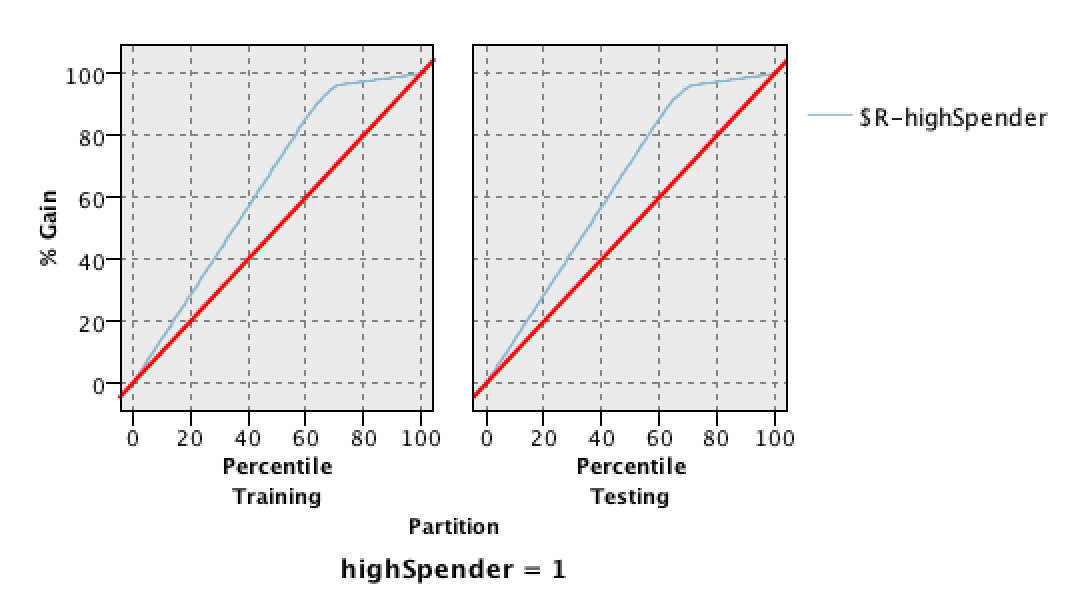 100
80
60
40
20
0
% Gain
0 20 40 60 80 100
0 20 40 60 80 100
Percentile
Percentile
Training
Testing
Partition
highSpender = 1
$R-highSpender